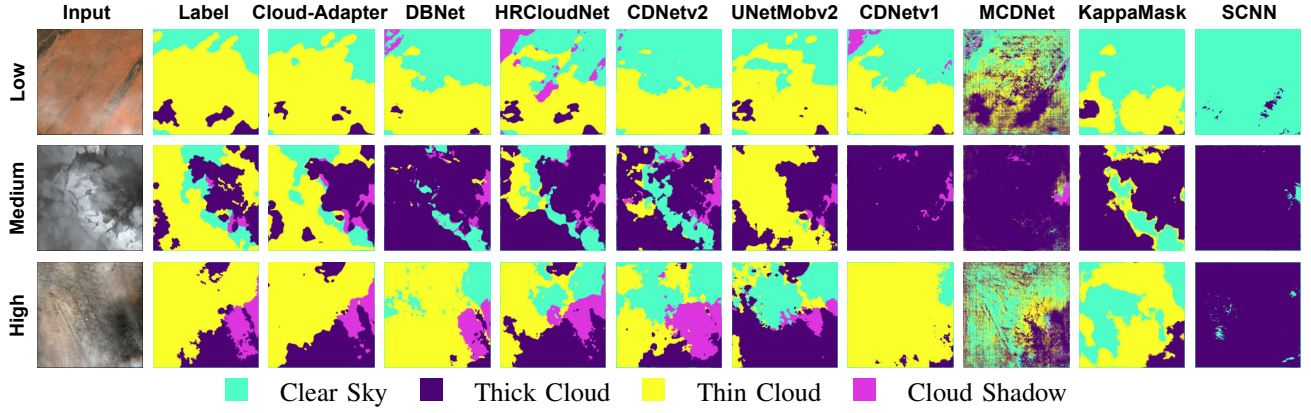 Input Label Cloud-Adapter DBNet HRCloudNet CDNetv2 UNetMobv2 CDNetv1 MCDNet KappaMask SCNN
Low
Medium
High
Clear Sky Thick Cloud Thin Cloud Cloud Shadow